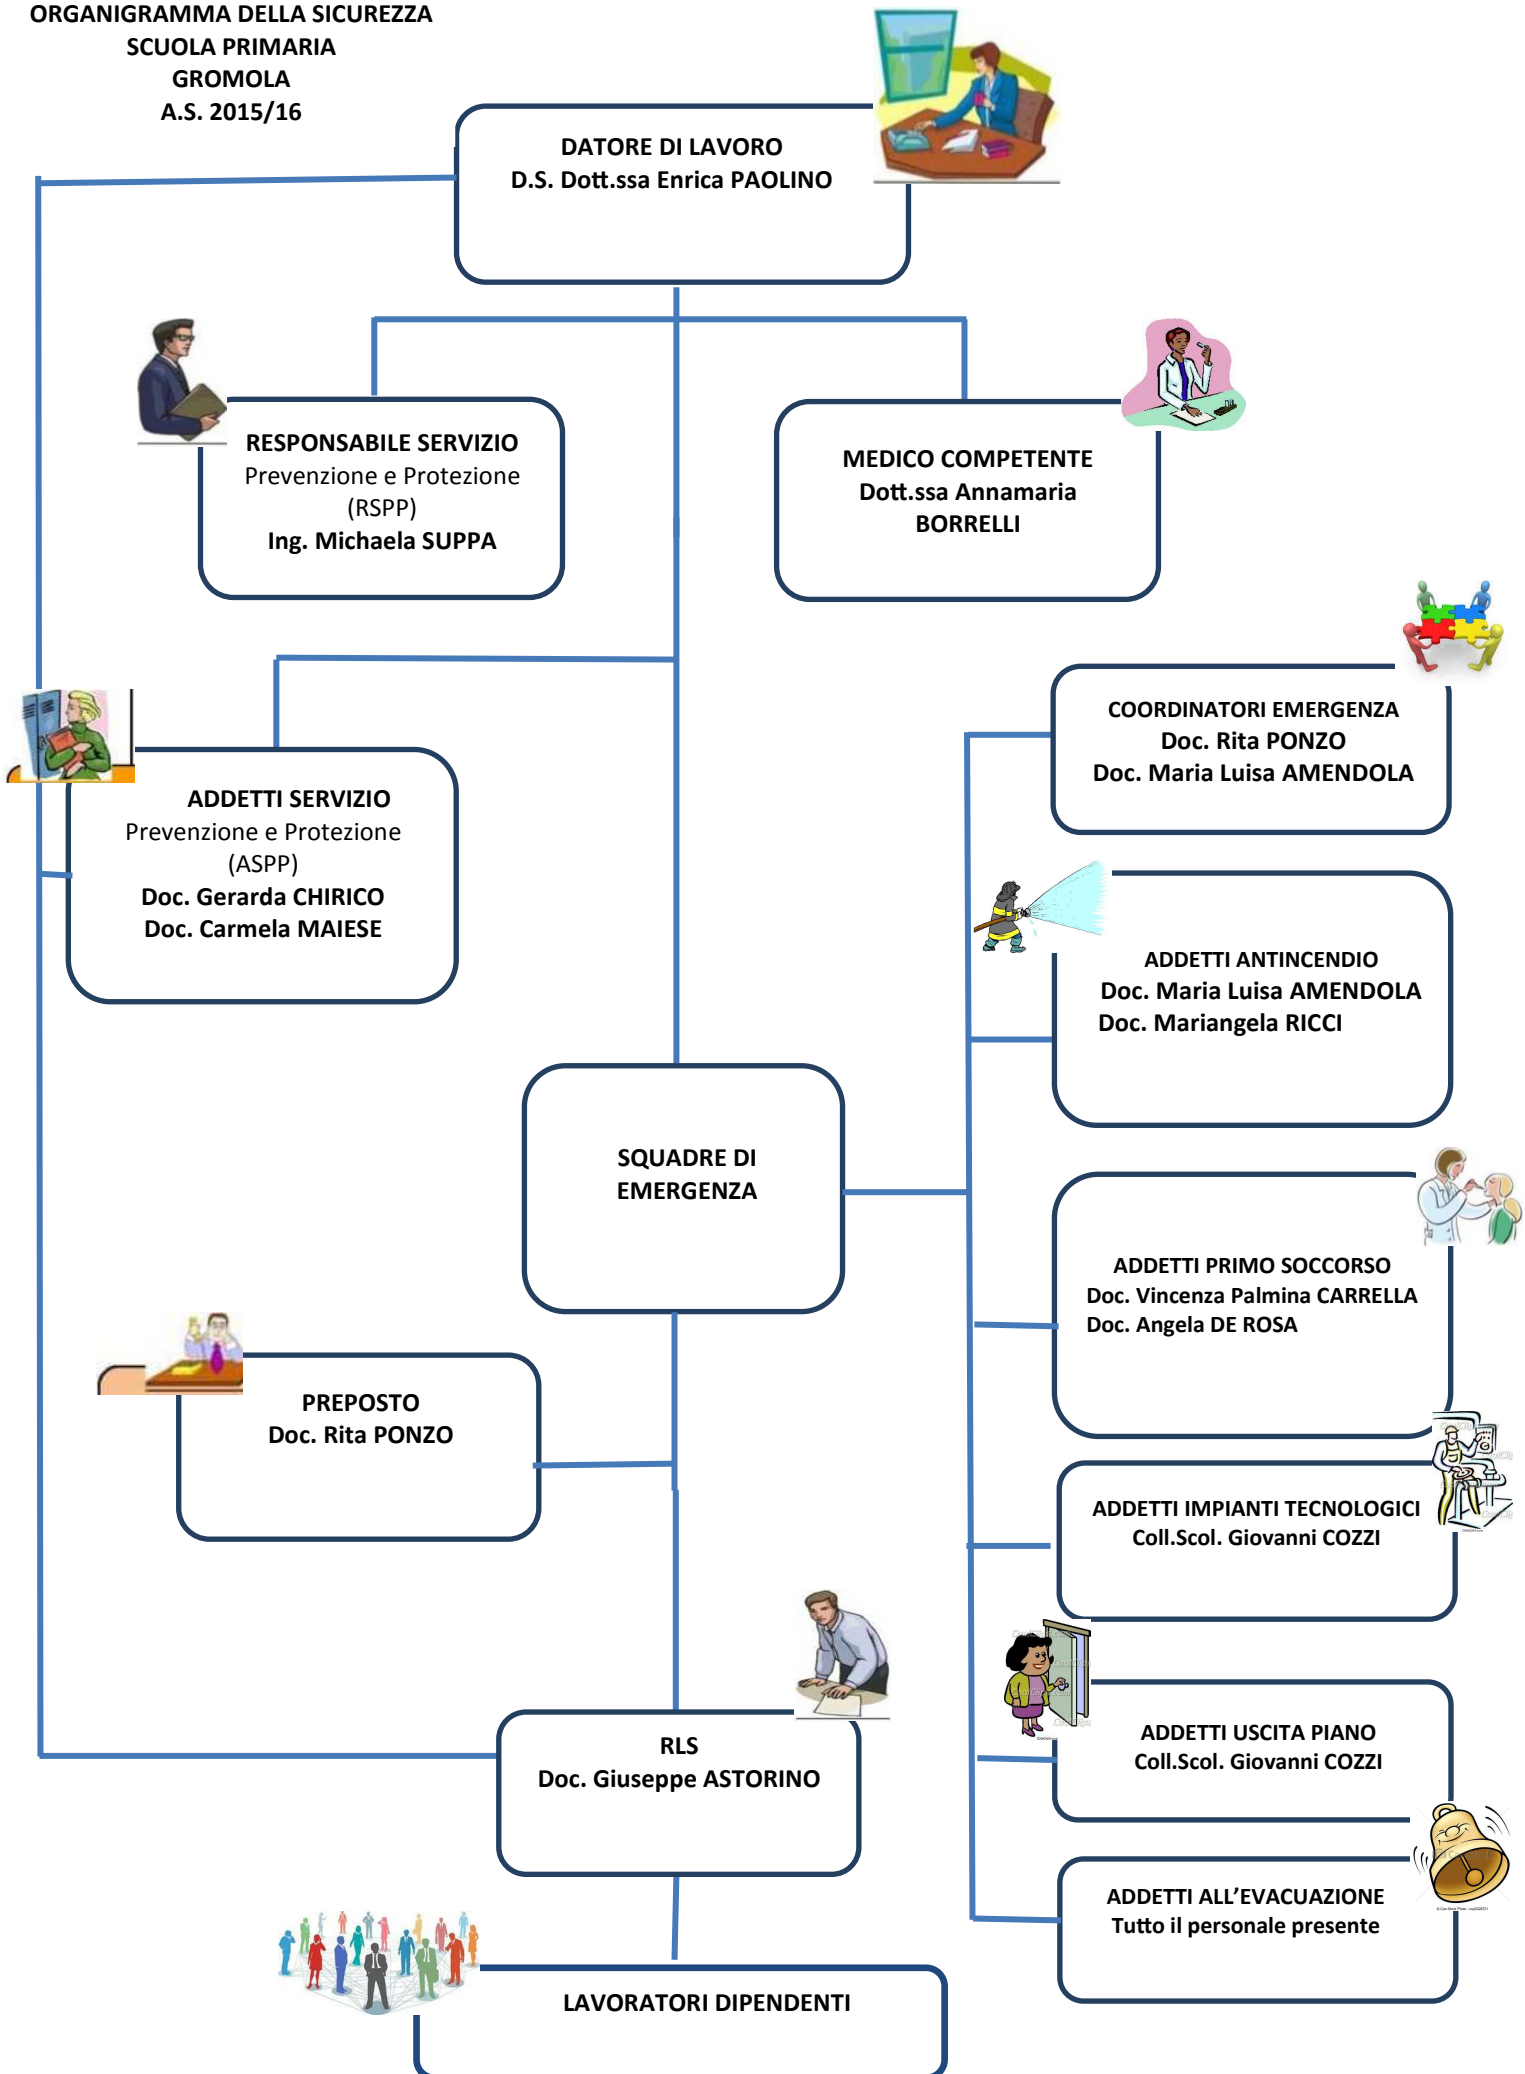 ORGANIGRAMMA DELLA SICUREZZA
SCUOLA PRIMARIA
GROMOLA
A.S. 2015/16
DATORE DI LAVORO
D.S. Dott.ssa Enrica PAOLINO
RESPONSABILE SERVIZIO
Prevenzione e Protezione
(RSPP)
Ing. Michaela SUPPA
MEDICO COMPETENTE
Dott.ssa Annamaria
BORRELLI
COORDINATORI EMERGENZA
Doc. Rita PONZO
Doc. Maria Luisa AMENDOLA
ADDETTI SERVIZIO
Prevenzione e Protezione
(ASPP)
Doc. Gerarda CHIRICO
Doc. Carmela MAIESE
ADDETTI ANTINCENDIO
Doc. Maria Luisa AMENDOLA
Doc. Mariangela RICCI
SQUADRE DI
EMERGENZA
ADDETTI PRIMO SOCCORSO
Doc. Vincenza Palmina CARRELLA
Doc. Angela DE ROSA
PREPOSTO
Doc. Rita PONZO
ADDETTI IMPIANTI TECNOLOGICI
Coll.Scol. Giovanni COZZI
RLS
Doc. Giuseppe ASTORINO
ADDETTI USCITA PIANO
Coll.Scol. Giovanni COZZI
ADDETTI ALL’EVACUAZIONE
Tutto il personale presente
LAVORATORI DIPENDENTI